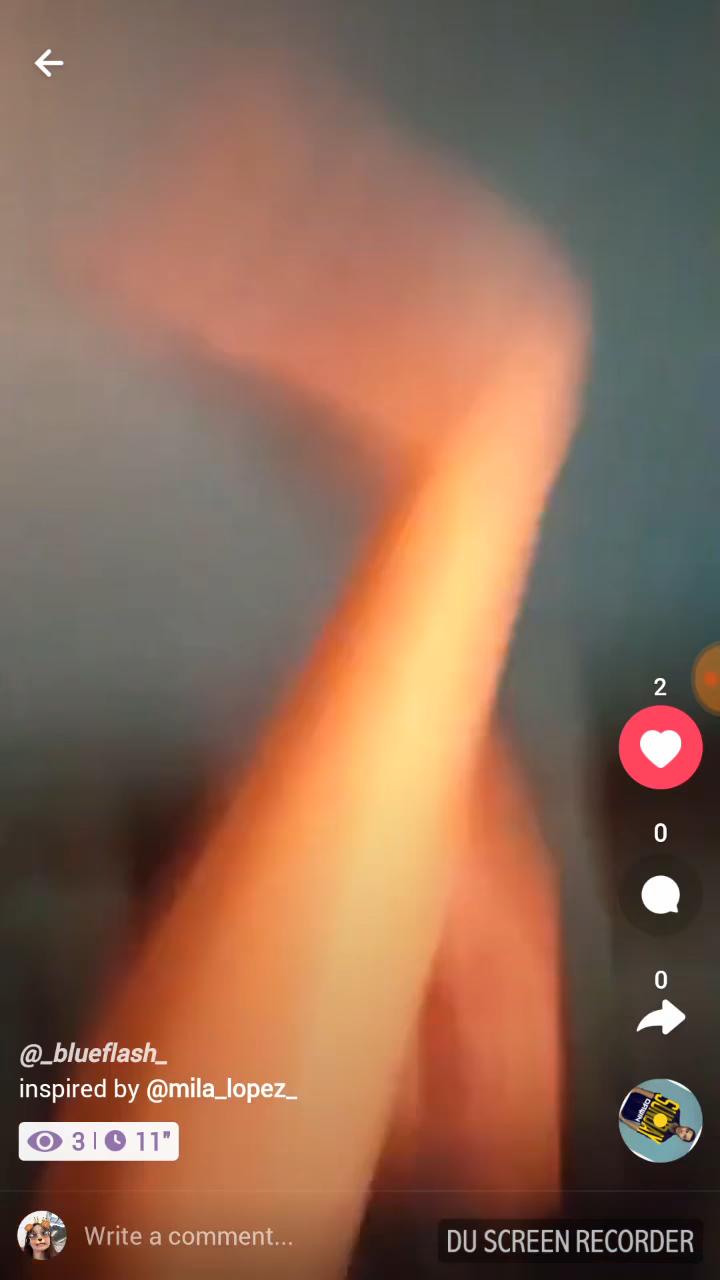 2
0
0
@_blueflash_
inspired by @mila_lopez_
3 | 11"
Write a comment...
DU SCREEN RECORDER